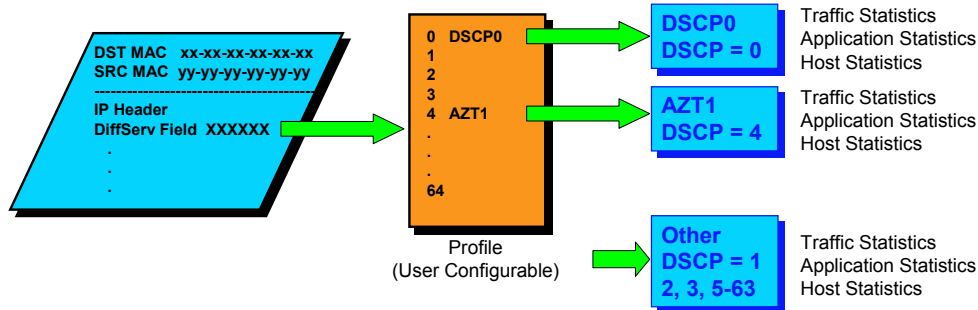 DST MAC xx-xx-xx-xx-xx-xx
SRC MAC yy-yy-yy-yy-yy-yy
----------------------------------------
IP Header
DiffServ Field XXXXXX
.
.
.
0 DSCP0
1
2
3
4 AZT1
.
.
.
64
Profile
(User Configurable)
DSCP0
DSCP = 0
Traffic Statistics
Application Statistics
Host Statistics
AZT1
DSCP = 4
Traffic Statistics
Application Statistics
Host Statistics
Other
DSCP = 1
2, 3, 5-63
Traffic Statistics
Application Statistics
Host Statistics